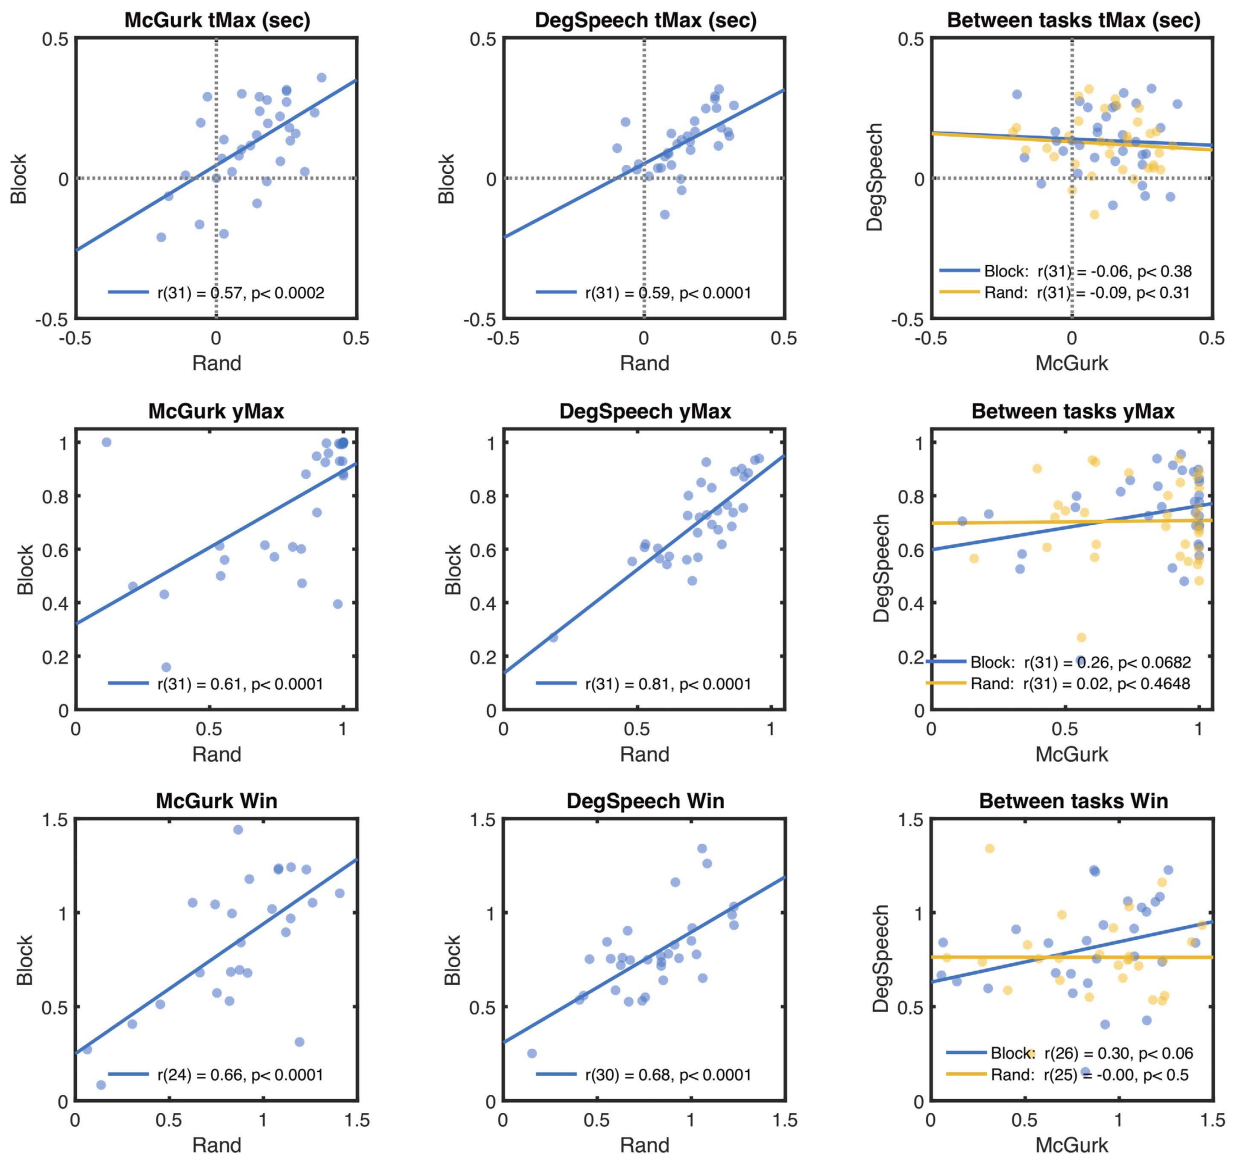 McGurk tMax (sec)
0.5
0
-0.5
Block
-0.5 0 0.5
Rand
r(31) = 0.57, p< 0.0002
DegSpeech tMax (sec)
0.5
0
-0.5
Block
-0.5 0 0.5
Rand
r(31) = 0.59, p< 0.0001
Between tasks tMax (sec)
0.5
0
-0.5
DegSpeech
-0.5 0 0.5
McGurk
Block: r(31) = -0.06, p< 0.38
Rand: r(31) = -0.09, p< 0.31
McGurk yMax
1
0.8
0.6
0.4
0.2
0
Block
0 0.5 1
Rand
r(31) = 0.61, p< 0.0001
DegSpeech yMax
1
0.8
0.6
0.4
0.2
0
Block
0 0.5 1
Rand
r(31) = 0.81, p< 0.0001
Between tasks yMax
1
0.8
0.6
0.4
0.2
0
DegSpeech
0 0.5 1
McGurk
Block: r(31) = 0.26, p< 0.0682
Rand: r(31) = 0.02, p< 0.4648
McGurk Win
1.5
1
0.5
0
Block
0 0.5 1 1.5
Rand
r(24) = 0.66, p< 0.0001
DegSpeech Win
1.5
1
0.5
0
Block
0 0.5 1 1.5
Rand
r(30) = 0.68, p< 0.0001
Between tasks Win
1.5
1
0.5
0
DegSpeech
0 0.5 1 1.5
McGurk
Block: r(26) = 0.30, p< 0.06
Rand: r(25) = -0.00, p< 0.5